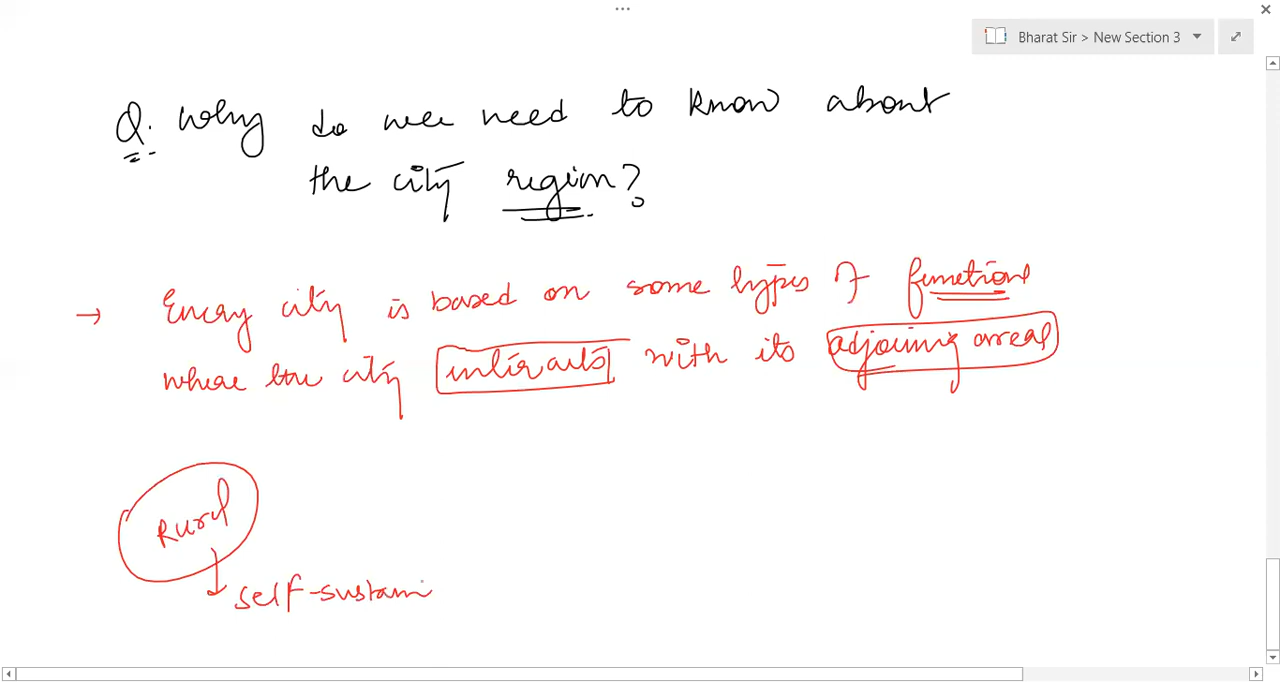 ...
Bharat Sir > New Section 3
Q. Why do we need to know about
the city region?
→ Every city is based on some types of functions
where the city interacts with its adjoining areas
Rural
↓ self-sustaini